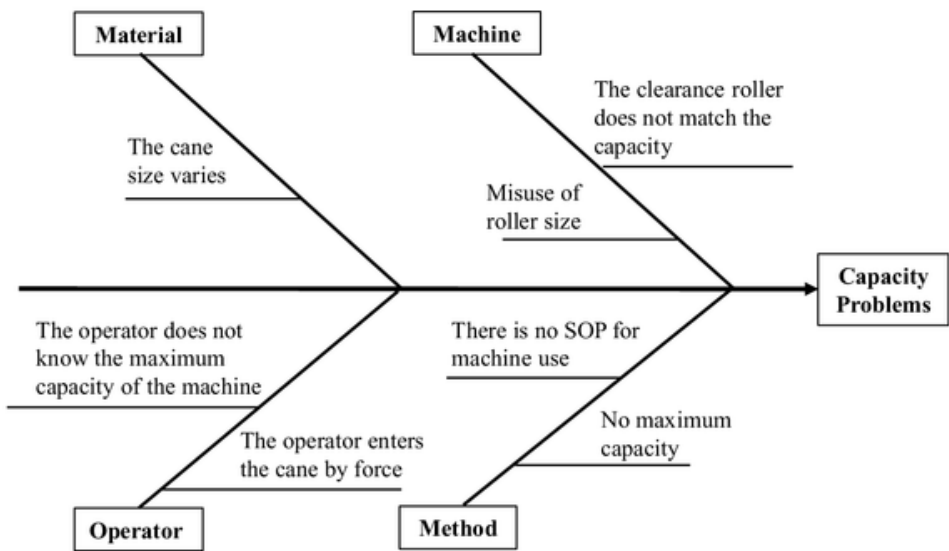 Material
Machine
The clearance roller
does not match the
capacity
The cane
size varies
Misuse of
roller size
Capacity
Problems
The operator does not
know the maximum
capacity of the machine
There is no SOP for
machine use
The operator enters
the cane by force
No maximum
capacity
Operator
Method